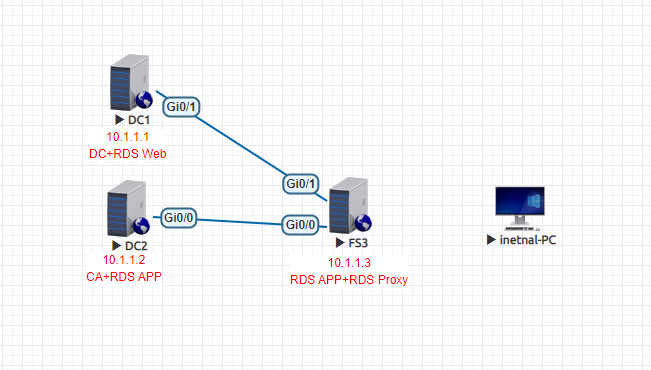 Gi0/1
DC1
10.1.1.1
DC+RDS Web
Gi0/1
Gi0/0
Gi0/0
DC2
10.1.1.2
CA+RDS APP
FS3
10.1.1.3
RDS APP+RDS Proxy
inetnal-PC